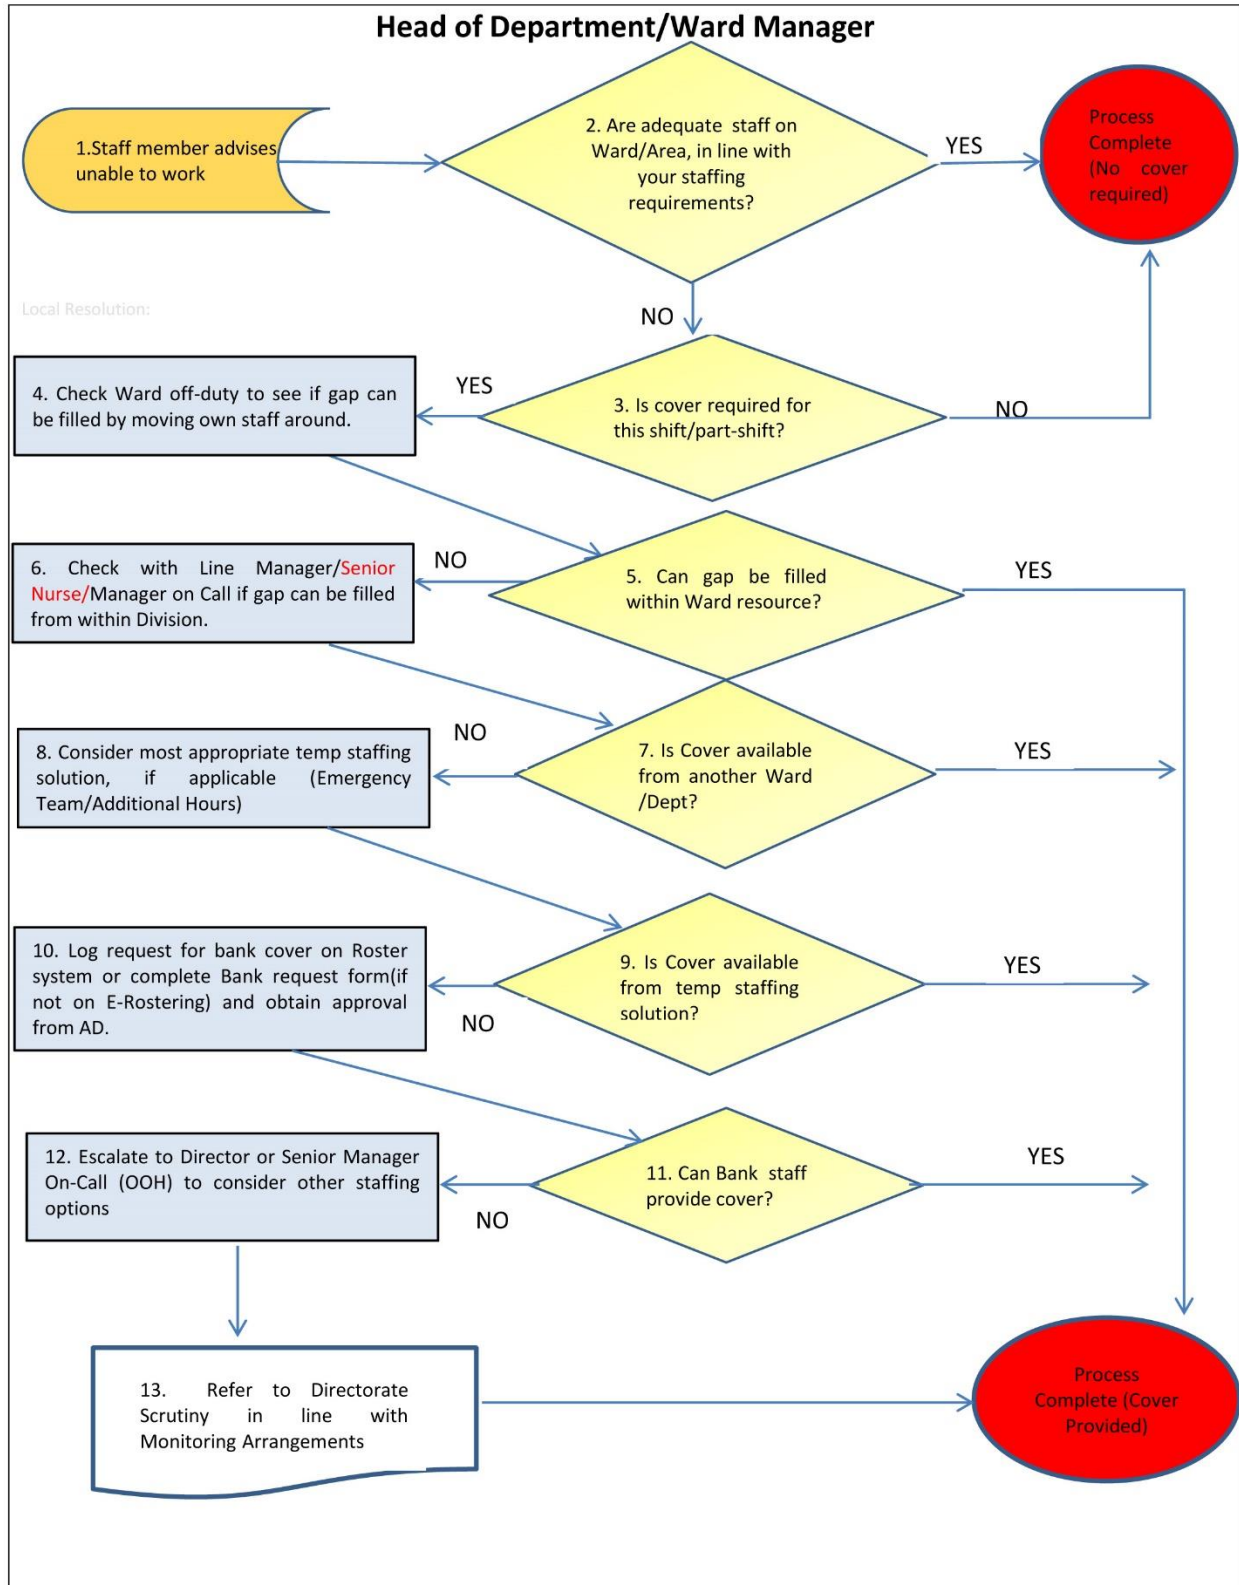 Head of Department/Ward Manager
1.Staff member advises
unable to work
2. Are adequate staff on
Ward/Area, in line with
your staffing
requirements?
YES
Process
Complete
(No cover
required)
NO
Local Resolution:
4. Check Ward off-duty to see if gap can
be filled by moving own staff around.
YES
3. Is cover required for
this shift/part-shift?
NO
6. Check with Line Manager/Senior
Nurse/Manager on Call if gap can be filled
from within Division.
NO
5. Can gap be filled
within Ward resource?
YES
8. Consider most appropriate temp staffing
solution, if applicable (Emergency
Team/Additional Hours)
NO
7. Is Cover available
from another Ward
/Dept?
YES
10. Log request for bank cover on Roster
system or complete Bank request form(if
not on E-Rostering) and obtain approval
from AD.
NO
9. Is Cover available
from temp staffing
solution?
YES
12. Escalate to Director or Senior Manager
On-Call (OOH) to consider other staffing
options
NO
11. Can Bank staff
provide cover?
YES
13. Refer to Directorate
Scrutiny in line with
Monitoring Arrangements
Process
Complete (Cover
Provided)